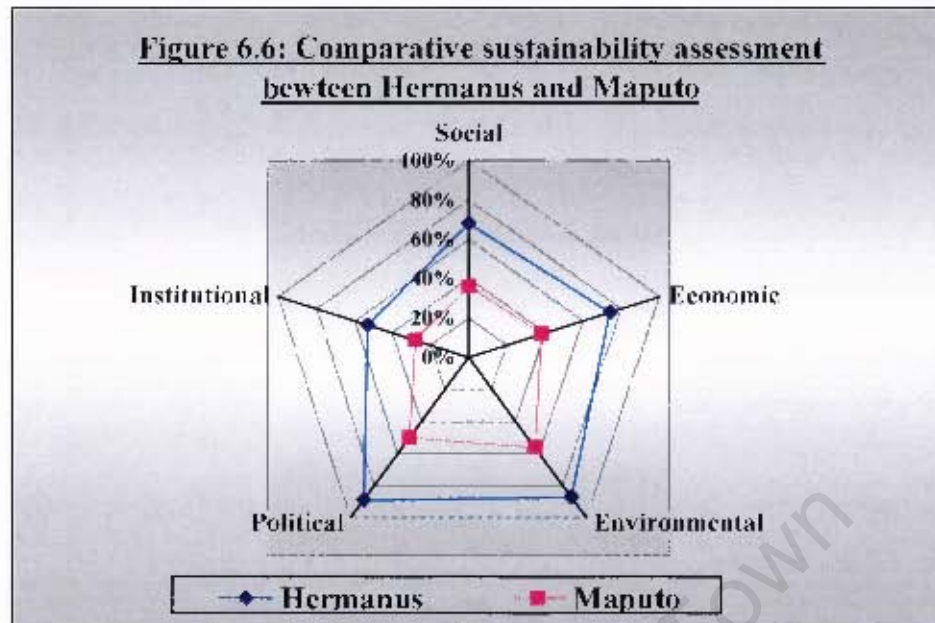 Figure 6.6: Comparative sustainability assessment
bewteen Hermanus and Maputo
Social
100%
80%
60%
40%
20%
0%
Institutional
Economic
Political
Environmental
Hermanus
Maputo
Town